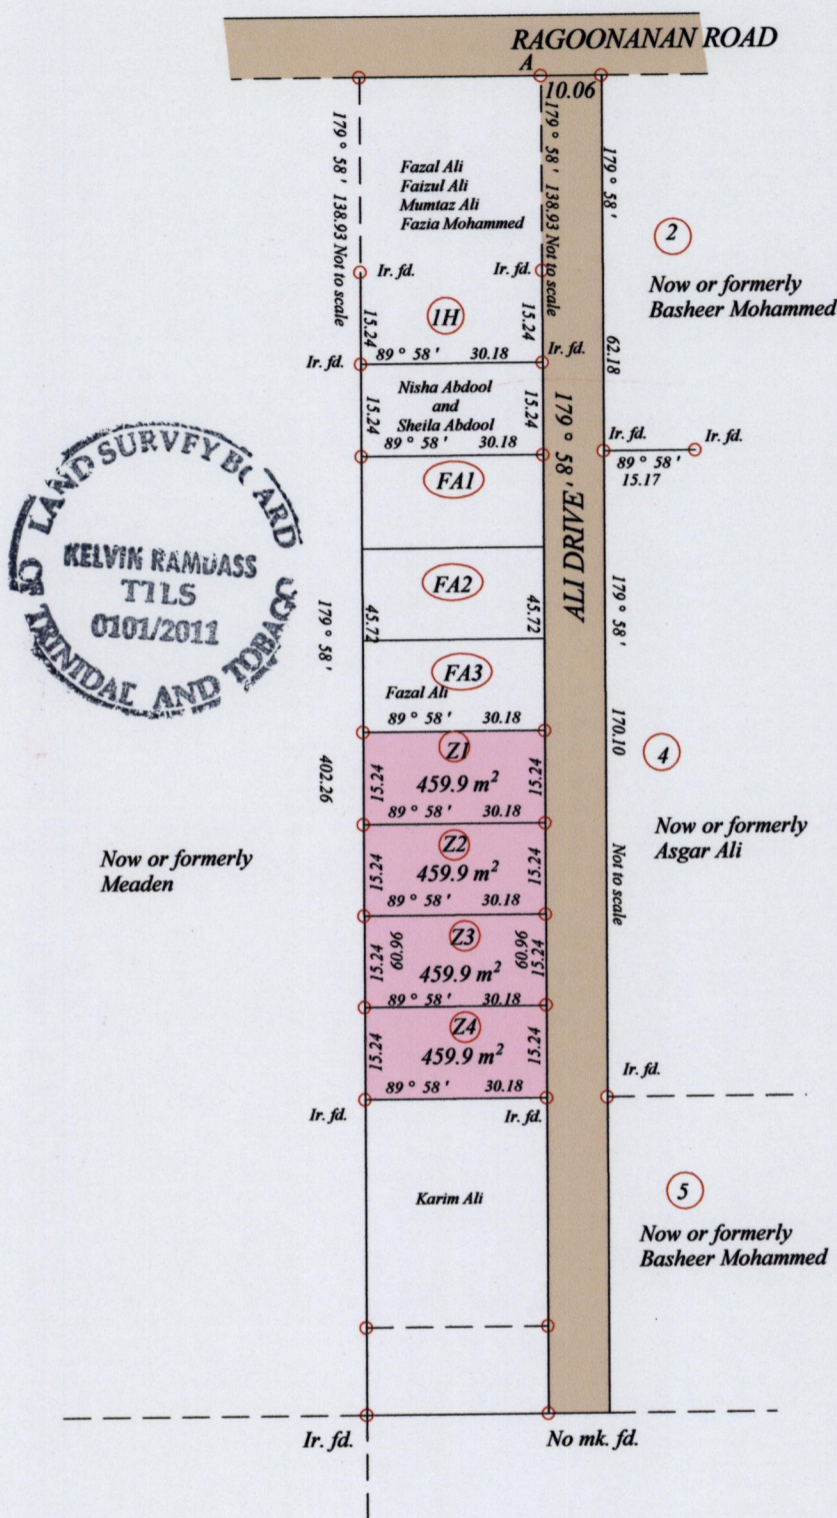 RAGOONANAN ROAD
A
10.06
179° 58' 138.93 Not to scale
Fazal Ali
Faizul Ali
Mumtaz Ali
Fazia Mohammed
179° 58' 138.93 Not to scale
179° 58'
2
Now or formerly
Basheer Mohammed
Ir. fd.
Ir. fd.
1H
15.24
15.24
62.18
Ir. fd.
89° 58' 30.18
Ir. fd.
Nisha Abdool
and
Sheila Abdool
15.24
15.24
89° 58' 30.18
179° 58'
ALI DRIVE
Ir. fd.
Ir. fd.
89° 58'
15.17
FA1
FA2
45.72
45.72
FA3
Fazal Ali
89° 58' 30.18
LAND SURVEY BOARD
KELVIN RAMDASS
TTLS
0101/2011
OF TRINIDAD AND TOBAGO
179° 58'
402.26
179° 58'
170.10
Not to scale
4
Now or formerly
Asgar Ali
Now or formerly
Meaden
Z1
459.9 m²
15.24
15.24
89° 58' 30.18
Z2
459.9 m²
15.24
15.24
89° 58' 30.18
Z3
459.9 m²
15.24
60.96
60.96
15.24
89° 58' 30.18
Z4
459.9 m²
15.24
15.24
89° 58' 30.18
Ir. fd.
Ir. fd.
Ir. fd.
Karim Ali
5
Now or formerly
Basheer Mohammed
Ir. fd.
No mk. fd.